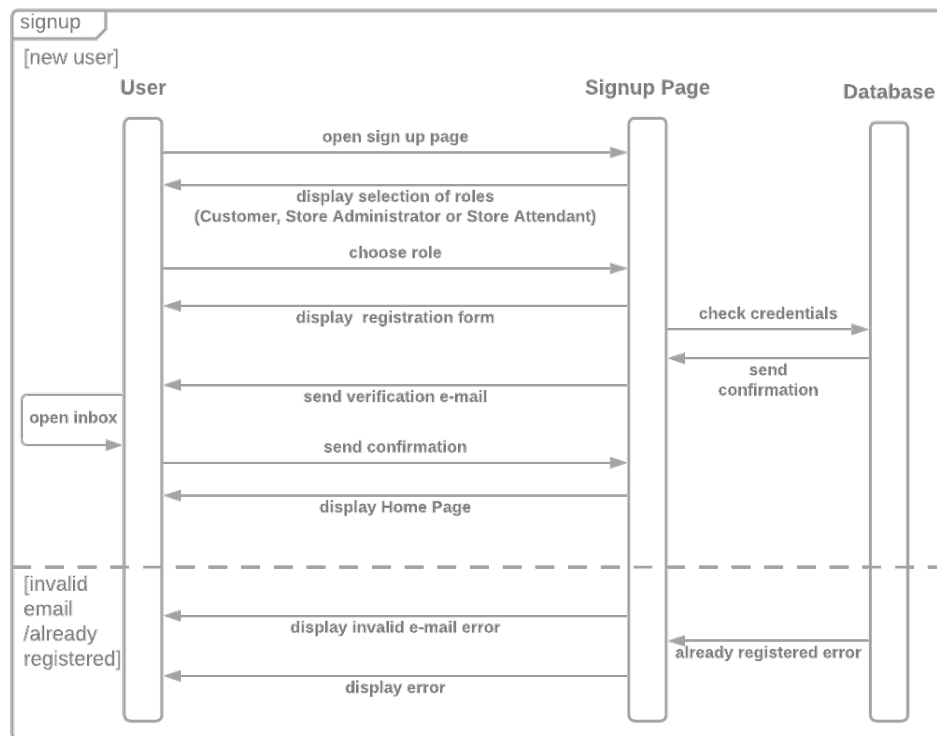 signup
[new user]
User
Signup Page
Database
open sign up page
display selection of roles
(Customer, Store Administrator or Store Attendant)
choose role
display registration form
check credentials
send
confirmation
send verification e-mail
open inbox
send confirmation
display Home Page
[invalid
email
/already
registered]
display invalid e-mail error
already registered error
display error